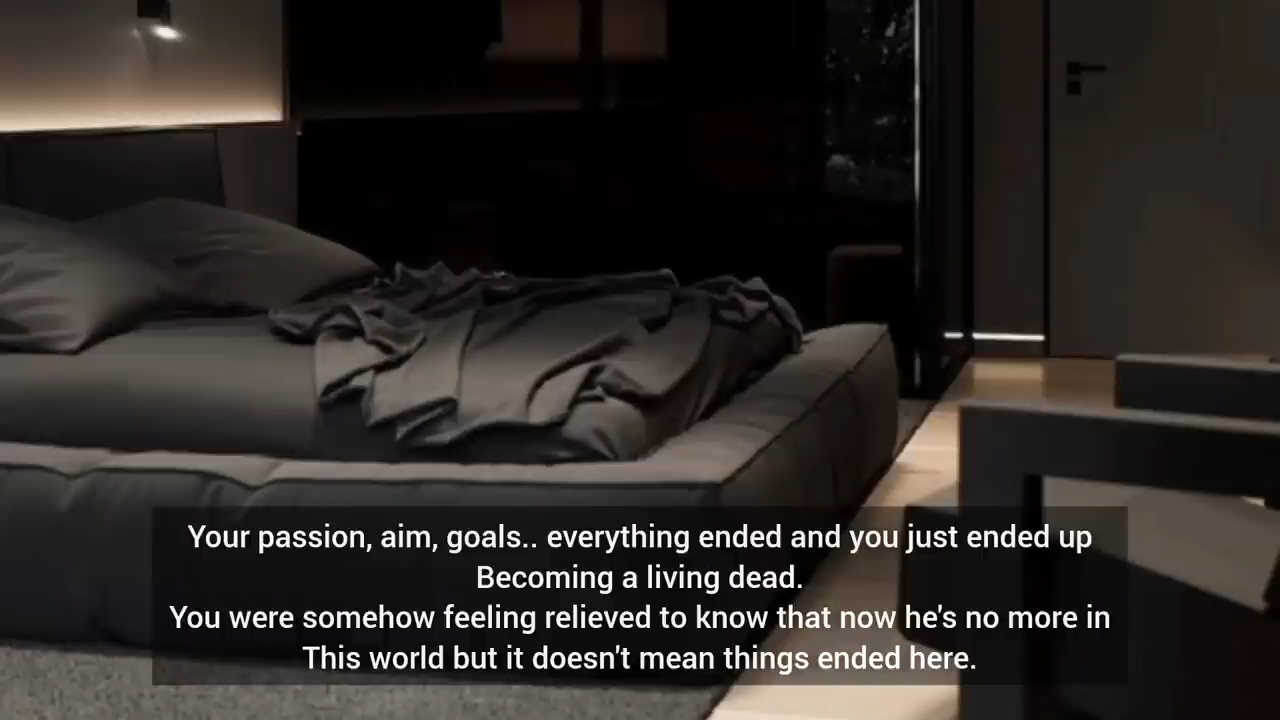 Your passion, aim, goals.. everything ended and you just ended up
Becoming a living dead.
You were somehow feeling relieved to know that now he's no more in
This world but it doesn't mean things ended here.